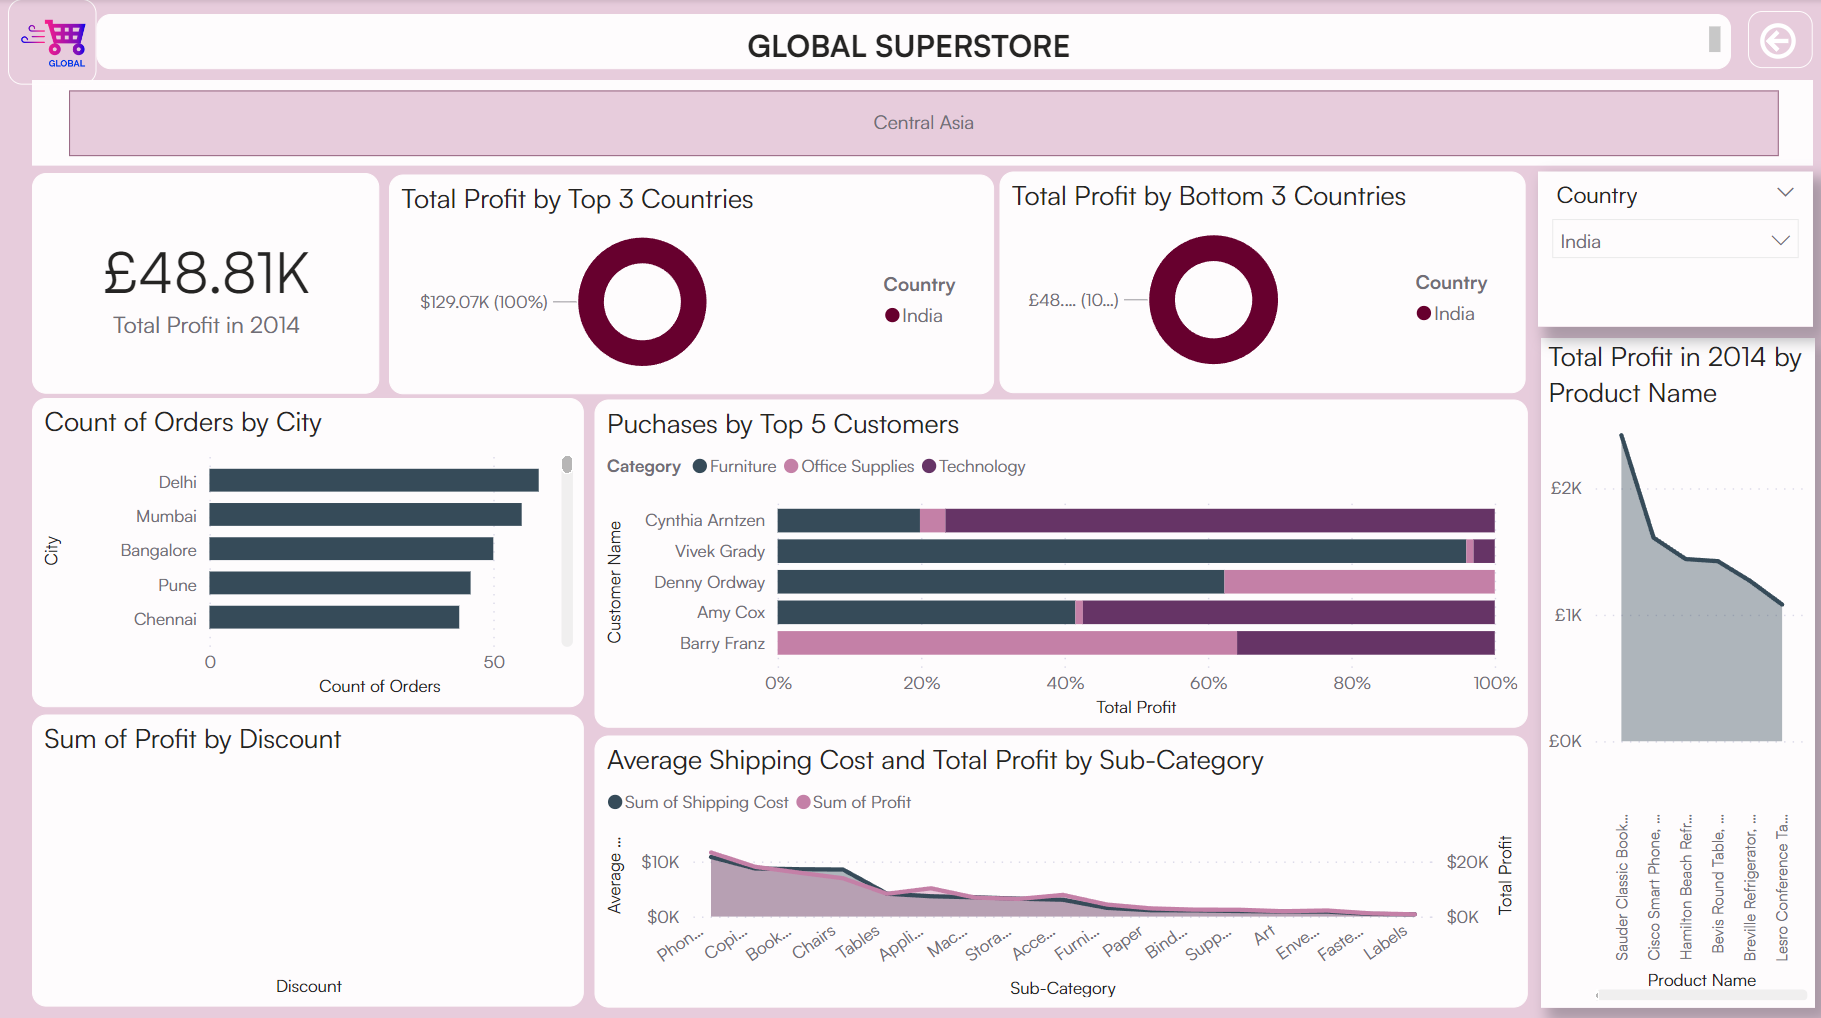 GLOBAL
GLOBAL SUPERSTORE
Central Asia
£48.81K
Total Profit in 2014
Total Profit by Top 3 Countries
$129.07K (100%)
Country
India
Total Profit by Bottom 3 Countries
£48.... (10...)
Country
India
Country
India
Count of Orders by City
City
Delhi
Mumbai
Bangalore
Pune
Chennai
0
50
Count of Orders
Puchases by Top 5 Customers
Category Furniture Office Supplies Technology
Customer Name
Cynthia Arntzen
Vivek Grady
Denny Ordway
Amy Cox
Barry Franz
0% 20% 40% 60% 80% 100%
Total Profit
Total Profit in 2014 by
Product Name
£2K
£1K
£0K
Sauder Classic Book...
Cisco Smart Phone, ...
Hamilton Beach Refr...
Bevis Round Table, ...
Breville Refrigerator, ...
Lesro Conference Ta...
Product Name
Sum of Profit by Discount
Discount
Average Shipping Cost and Total Profit by Sub-Category
Sum of Shipping Cost Sum of Profit
Average ...
$10K
$0K
$20K
$0K
Total Profit
Phon...
Copi...
Book...
Chairs
Tables
Appli...
Mac...
Stora...
Acce...
Furni...
Paper
Bind...
Supp...
Art
Enve...
Faste...
Labels
Sub-Category